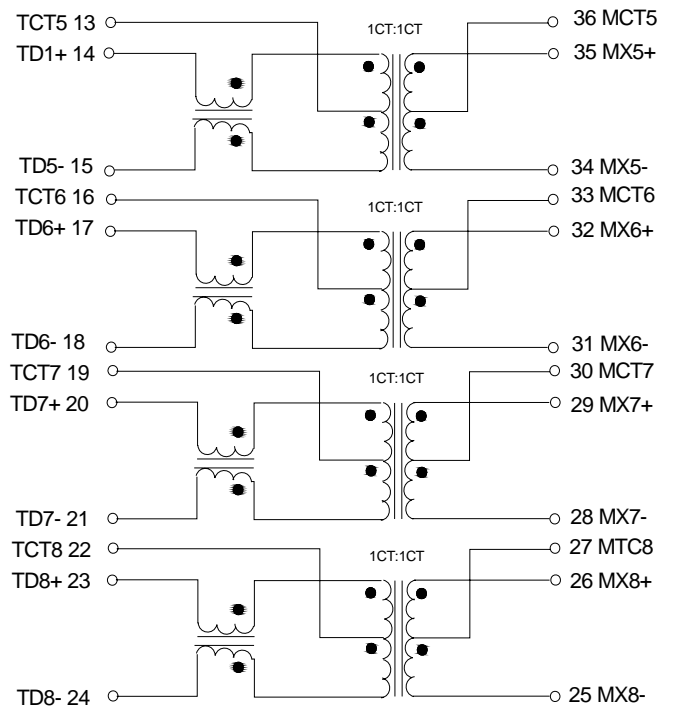 TCT5 13
1CT:1CT
36 MCT5
TD1+ 14
35 MX5+
TD5- 15
34 MX5-
TCT6 16
1CT:1CT
33 MCT6
TD6+ 17
32 MX6+
TD6- 18
31 MX6-
TCT7 19
1CT:1CT
30 MCT7
TD7+ 20
29 MX7+
TD7- 21
28 MX7-
TCT8 22
1CT:1CT
27 MTC8
TD8+ 23
26 MX8+
TD8- 24
25 MX8-